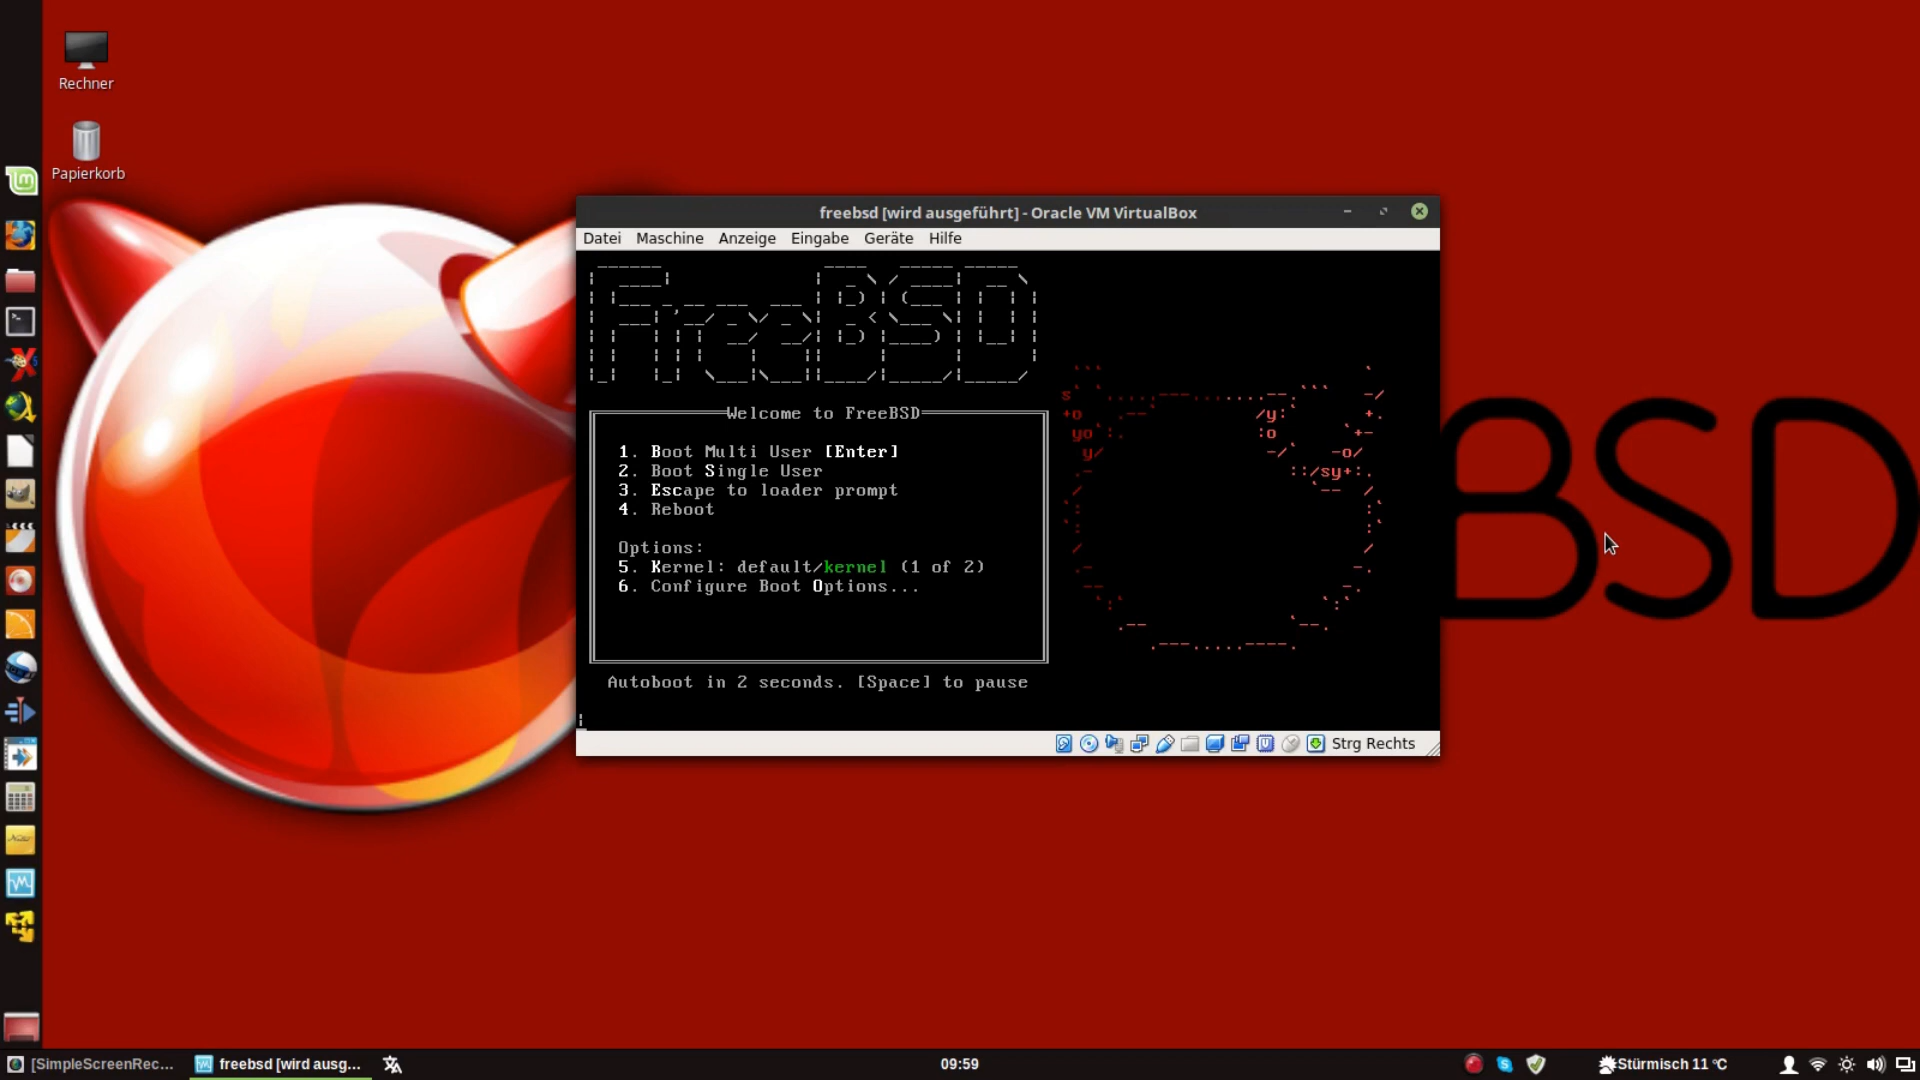 Rechner
Papierkorb
freebsd [wird ausgeführt] - Oracle VM VirtualBox
Datei Maschine Anzeige Eingabe Geräte Hilfe
FreeBSD
Welcome to FreeBSD
1. Boot Multi User [Enter]
2. Boot Single User
3. Escape to loader prompt
4. Reboot
Options:
5. Kernel: default/kernel (1 of 2)
6. Configure Boot Options...
Autoboot in 2 seconds. [Space] to pause
Strg Rechts
BSD
[SimpleScreenRec... freebsd [wird ausg... 09:59 Stürmisch 11 °C